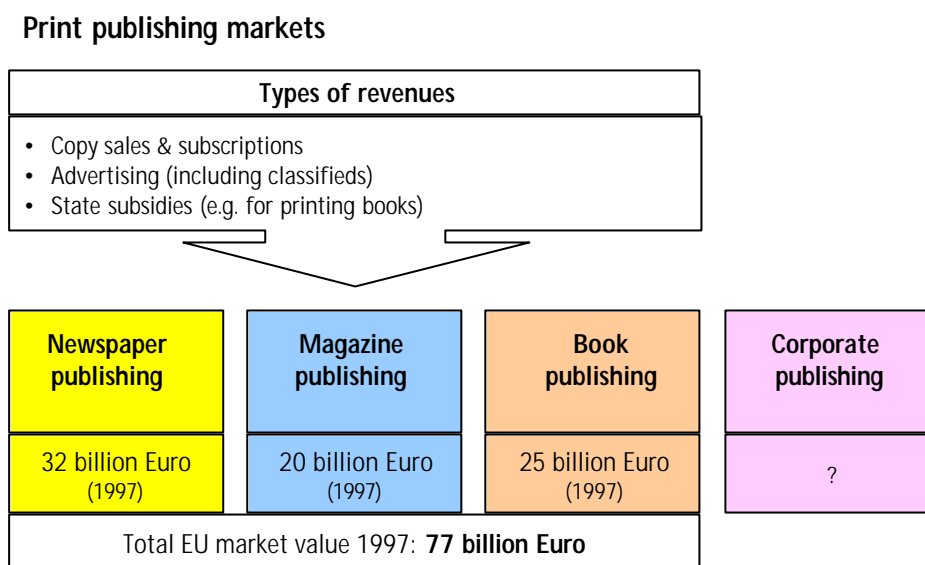 Print publishing markets
Types of revenues
• Copy sales & subscriptions
• Advertising (including classifieds)
• State subsidies (e.g. for printing books)
Newspaper
publishing
32 billion Euro
(1997)
Magazine
publishing
20 billion Euro
(1997)
Book
publishing
25 billion Euro
(1997)
Corporate
publishing
?
Total EU market value 1997: 77 billion Euro